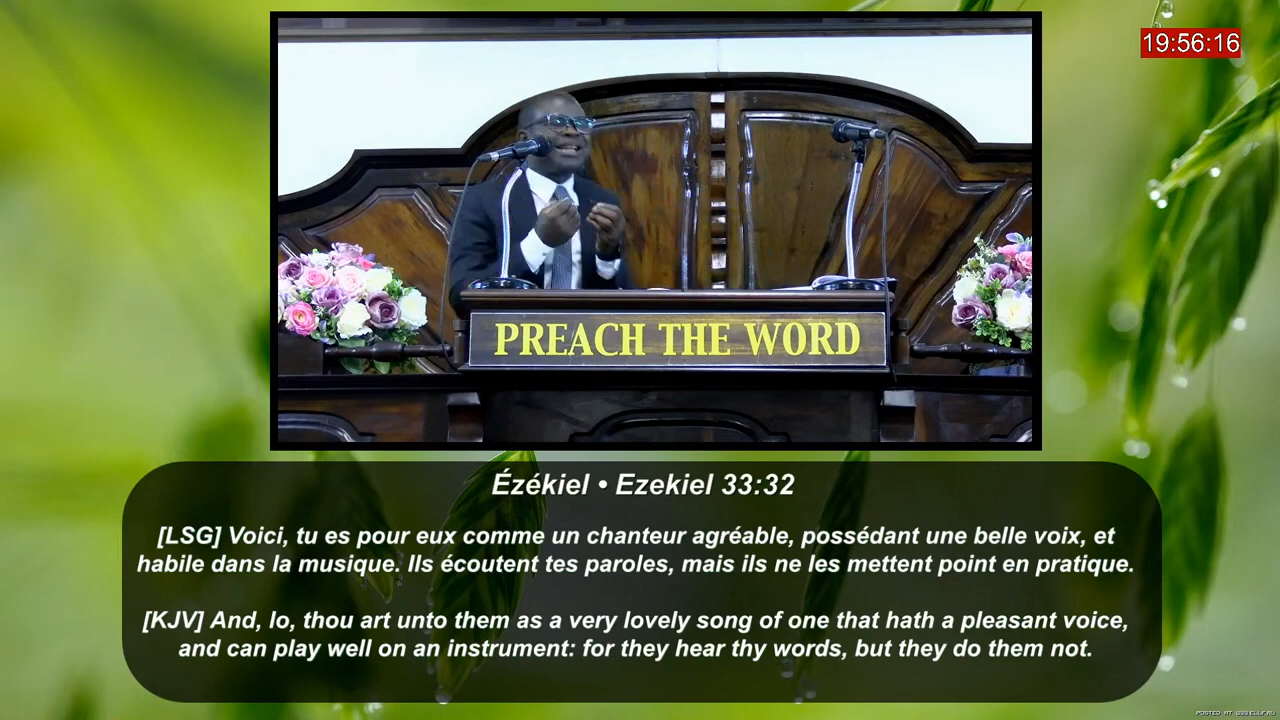 19:56:16
PREACH THE WORD
Ézékiel • Ezekiel 33:32
[LSG] Voici, tu es pour eux comme un chanteur agréable, possédant une belle voix, et
habile dans la musique. Ils écoutent tes paroles, mais ils ne les mettent point en pratique.
[KJV] And, lo, thou art unto them as a very lovely song of one that hath a pleasant voice,
and can play well on an instrument: for they hear thy words, but they do them not.